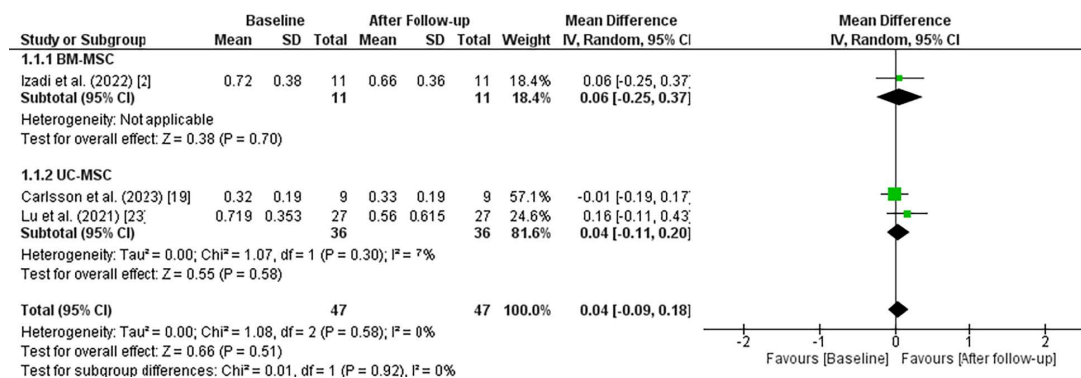 Baseline After Follow-up Mean Difference Mean Difference
Study or Subgroup Mean SD Total Mean SD Total Weight IV, Random, 95% CI IV, Random, 95% CI
1.1.1 BM-MSC
Izadi et al. (2022) [2] 0.72 0.38 11 0.66 0.36 11 18.4% 0.06 [-0.25, 0.37]
Subtotal (95% CI) 11 11 18.4% 0.06 [-0.25, 0.37]
Heterogeneity: Not applicable
Test for overall effect: Z = 0.38 (P = 0.70)
1.1.2 UC-MSC
Carlsson et al. (2023) [19] 0.32 0.19 9 0.33 0.19 9 57.1% -0.01 [-0.19, 0.17]
Lu et al. (2021) [23] 0.719 0.353 27 0.56 0.615 27 24.6% 0.16 [-0.11, 0.43]
Subtotal (95% CI) 36 36 81.6% 0.04 [-0.11, 0.20]
Heterogeneity: Tau² = 0.00; Chi² = 1.07, df = 1 (P = 0.30); I² = 7%
Test for overall effect: Z = 0.55 (P = 0.58)
Total (95% CI) 47 47 100.0% 0.04 [-0.09, 0.18]
Heterogeneity: Tau² = 0.00; Chi² = 1.08, df = 2 (P = 0.58); I² = 0%
Test for overall effect: Z = 0.66 (P = 0.51)
Test for subgroup differences: Chi² = 0.01, df = 1 (P = 0.92), I² = 0%
-2 -1 0 1 2
Favours [Baseline] Favours [After follow-up]